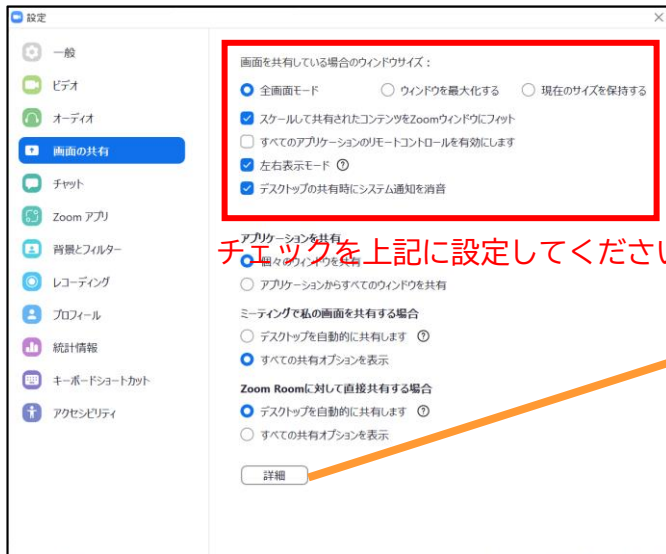 設定
一般
ビデオ
オーディオ
画面の共有
チャット
Zoom アプリ
背景とフィルター
レコーディング
プロフィール
統計情報
キーボードショートカット
アクセシビリティ
画面を共有している場合のウィンドウサイズ：
全画面モード ウィンドウを最大化する 現在のサイズを保持する
スケールして共有されたコンテンツをZoomウィンドウにフィット
すべてのアプリケーションのリモートコントロールを有効にします
左右表示モード
デスクトップの共有時にシステム通知を消音
アプリケーションを共有
チェックを上記に設定してください
個々のウィンドウを共有
アプリケーションからすべてのウィンドウを共有
ミーティングで私の画面を共有する場合
デスクトップを自動的に共有します
すべての共有オプションを表示
Zoom Roomに対して直接共有する場合
デスクトップを自動的に共有します
すべての共有オプションを表示
詳細